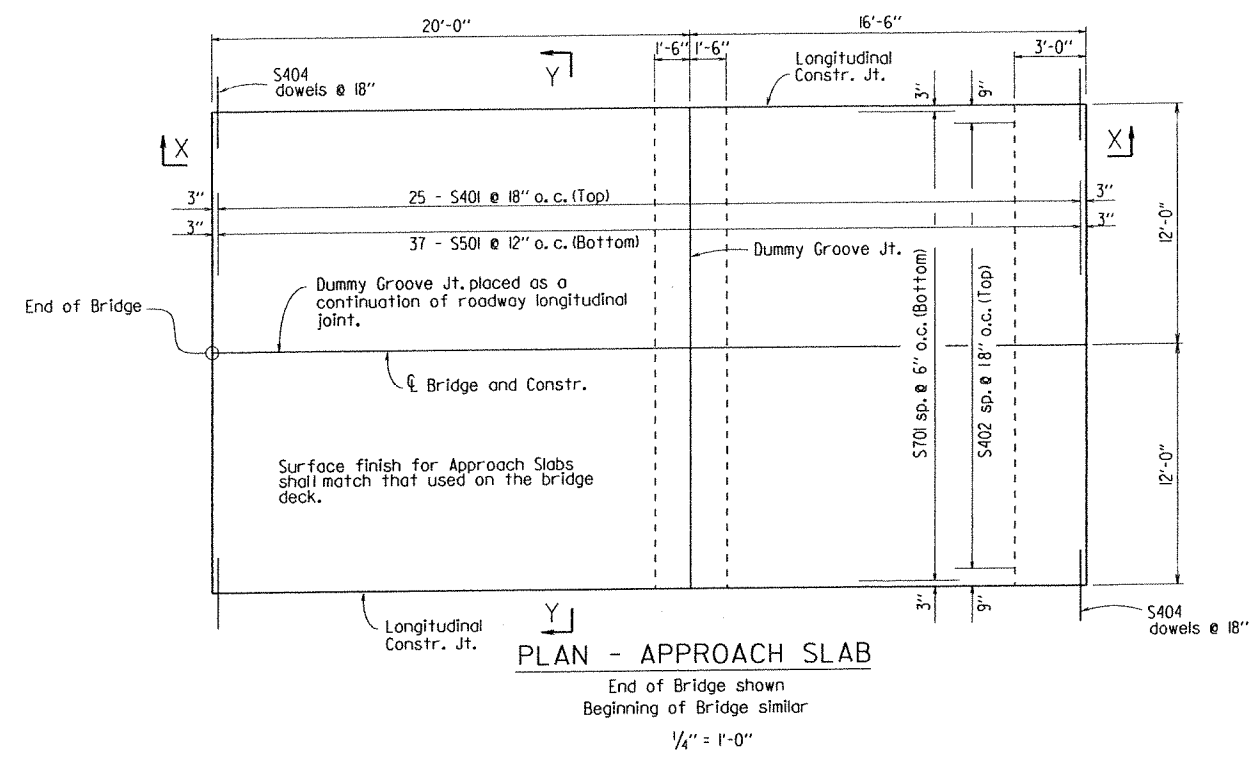 20'-0"
16'-6"
1'-6"
1'-6"
3'-0"
Y
S404
dowels @ 18"
Longitudinal
Constr. Jt.
3"
9"
X
X
3"
25 - S401 @ 18" o.c. (Top)
3"
3"
37 - S501 @ 12" o.c. (Bottom)
3"
12'-0"
Dummy Groove Jt.
Dummy Groove Jt. placed as a
continuation of roadway longitudinal
joint.
End of Bridge
S701 sp. @ 6" o.c. (Bottom)
S402 sp. @ 18" o.c. (Top)
℄ Bridge and Constr.
Surface finish for Approach Slabs
shall match that used on the bridge
deck.
12'-0"
3"
9"
Y
Longitudinal
Constr. Jt.
S404
dowels @ 18"
PLAN - APPROACH SLAB
End of Bridge shown
Beginning of Bridge similar
1/4" = 1'-0"